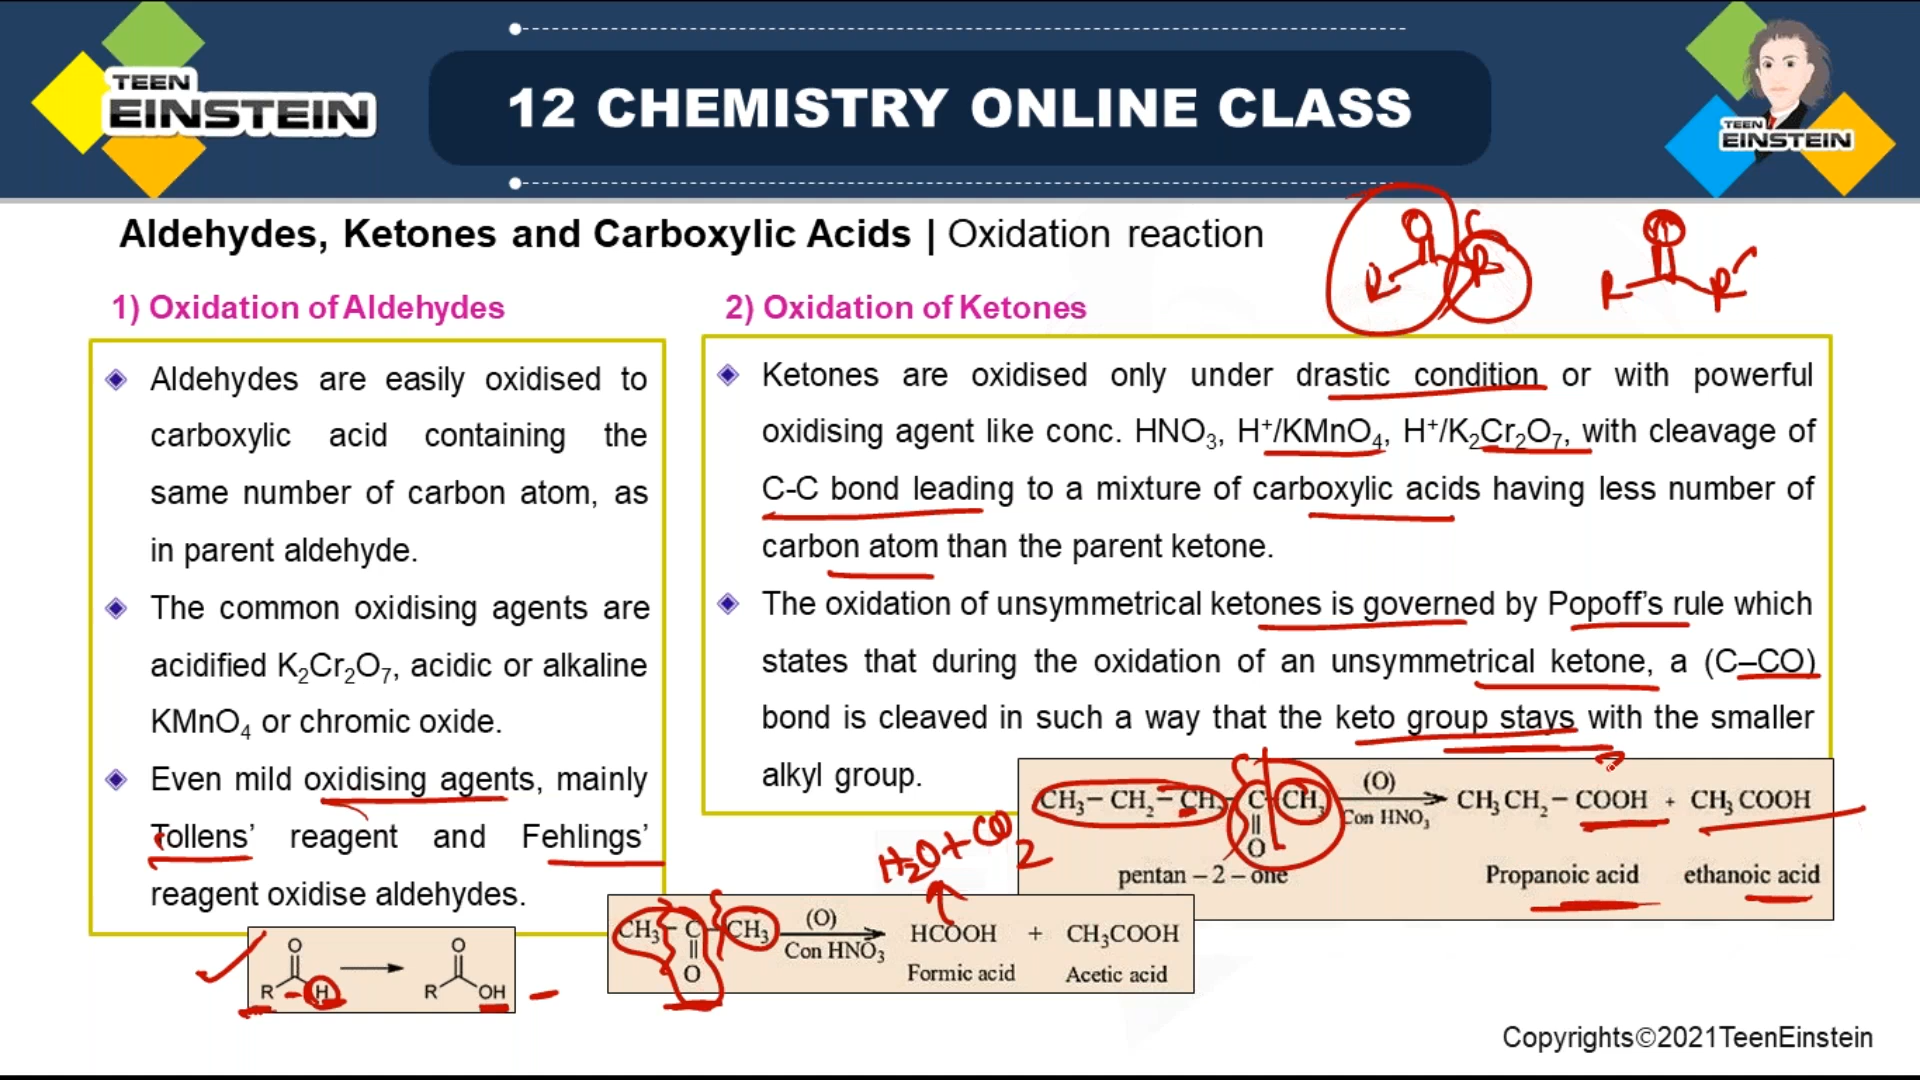 TEEN
EINSTEIN
12 CHEMISTRY ONLINE CLASS
TEEN
EINSTEIN
Aldehydes, Ketones and Carboxylic Acids | Oxidation reaction
O
R R'
O
R R'
1) Oxidation of Aldehydes
Aldehydes are easily oxidised to
carboxylic acid containing the
same number of carbon atom, as
in parent aldehyde.
The common oxidising agents are
acidified K₂Cr₂O₇, acidic or alkaline
KMnO₄ or chromic oxide.
Even mild oxidising agents, mainly
Tollens’ reagent and Fehlings’
reagent oxidise aldehydes.
O O
R H R OH
2) Oxidation of Ketones
Ketones are oxidised only under drastic condition or with powerful
oxidising agent like conc. HNO₃, H⁺/KMnO₄, H⁺/K₂Cr₂O₇, with cleavage of
C-C bond leading to a mixture of carboxylic acids having less number of
carbon atom than the parent ketone.
The oxidation of unsymmetrical ketones is governed by Popoff’s rule which
states that during the oxidation of an unsymmetrical ketone, a (C–CO)
bond is cleaved in such a way that the keto group stays with the smaller
alkyl group.
CH₃– CH₂– CH₂ C CH₃ (O) CH₃ CH₂– COOH + CH₃ COOH
Con HNO₃
O
pentan – 2 – one Propanoic acid ethanoic acid
H₂O + CO₂
CH₃– C – CH₃ (O) HCOOH + CH₃COOH
Con HNO₃
O Formic acid Acetic acid
Copyrights©2021TeenEinstein